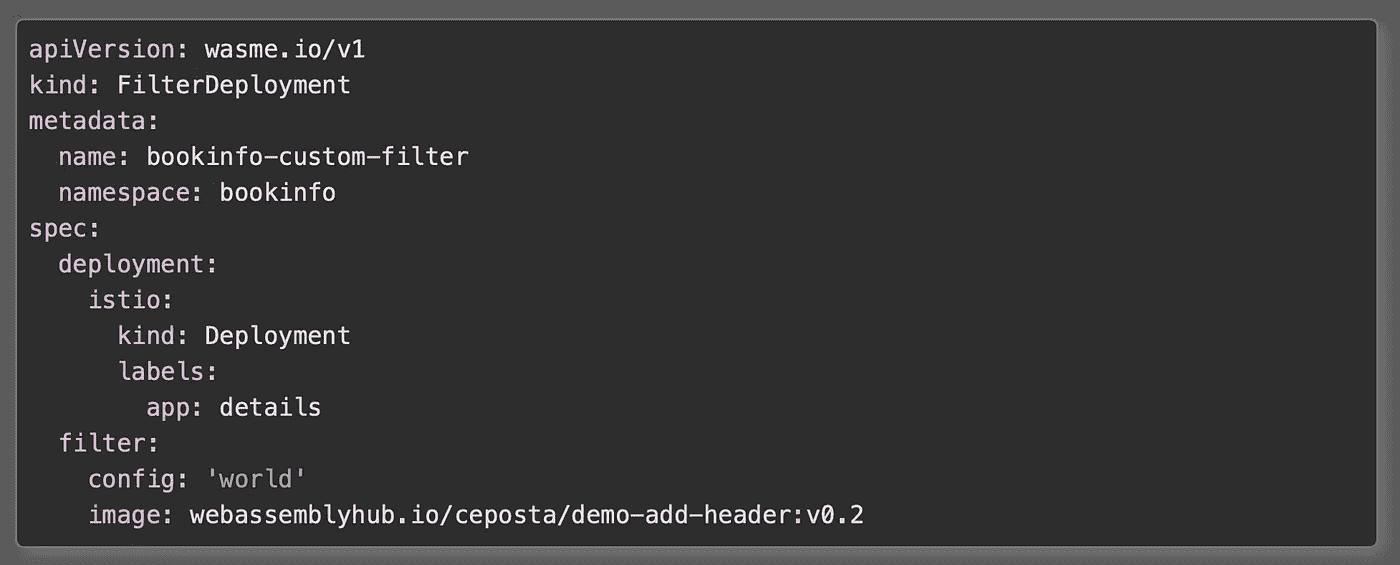 apiVersion: wasme.io/v1
kind: FilterDeployment
metadata:
  name: bookinfo-custom-filter
  namespace: bookinfo
spec:
  deployment:
    istio:
      kind: Deployment
      labels:
        app: details
  filter:
    config: 'world'
    image: webassemblyhub.io/ceposta/demo-add-header:v0.2